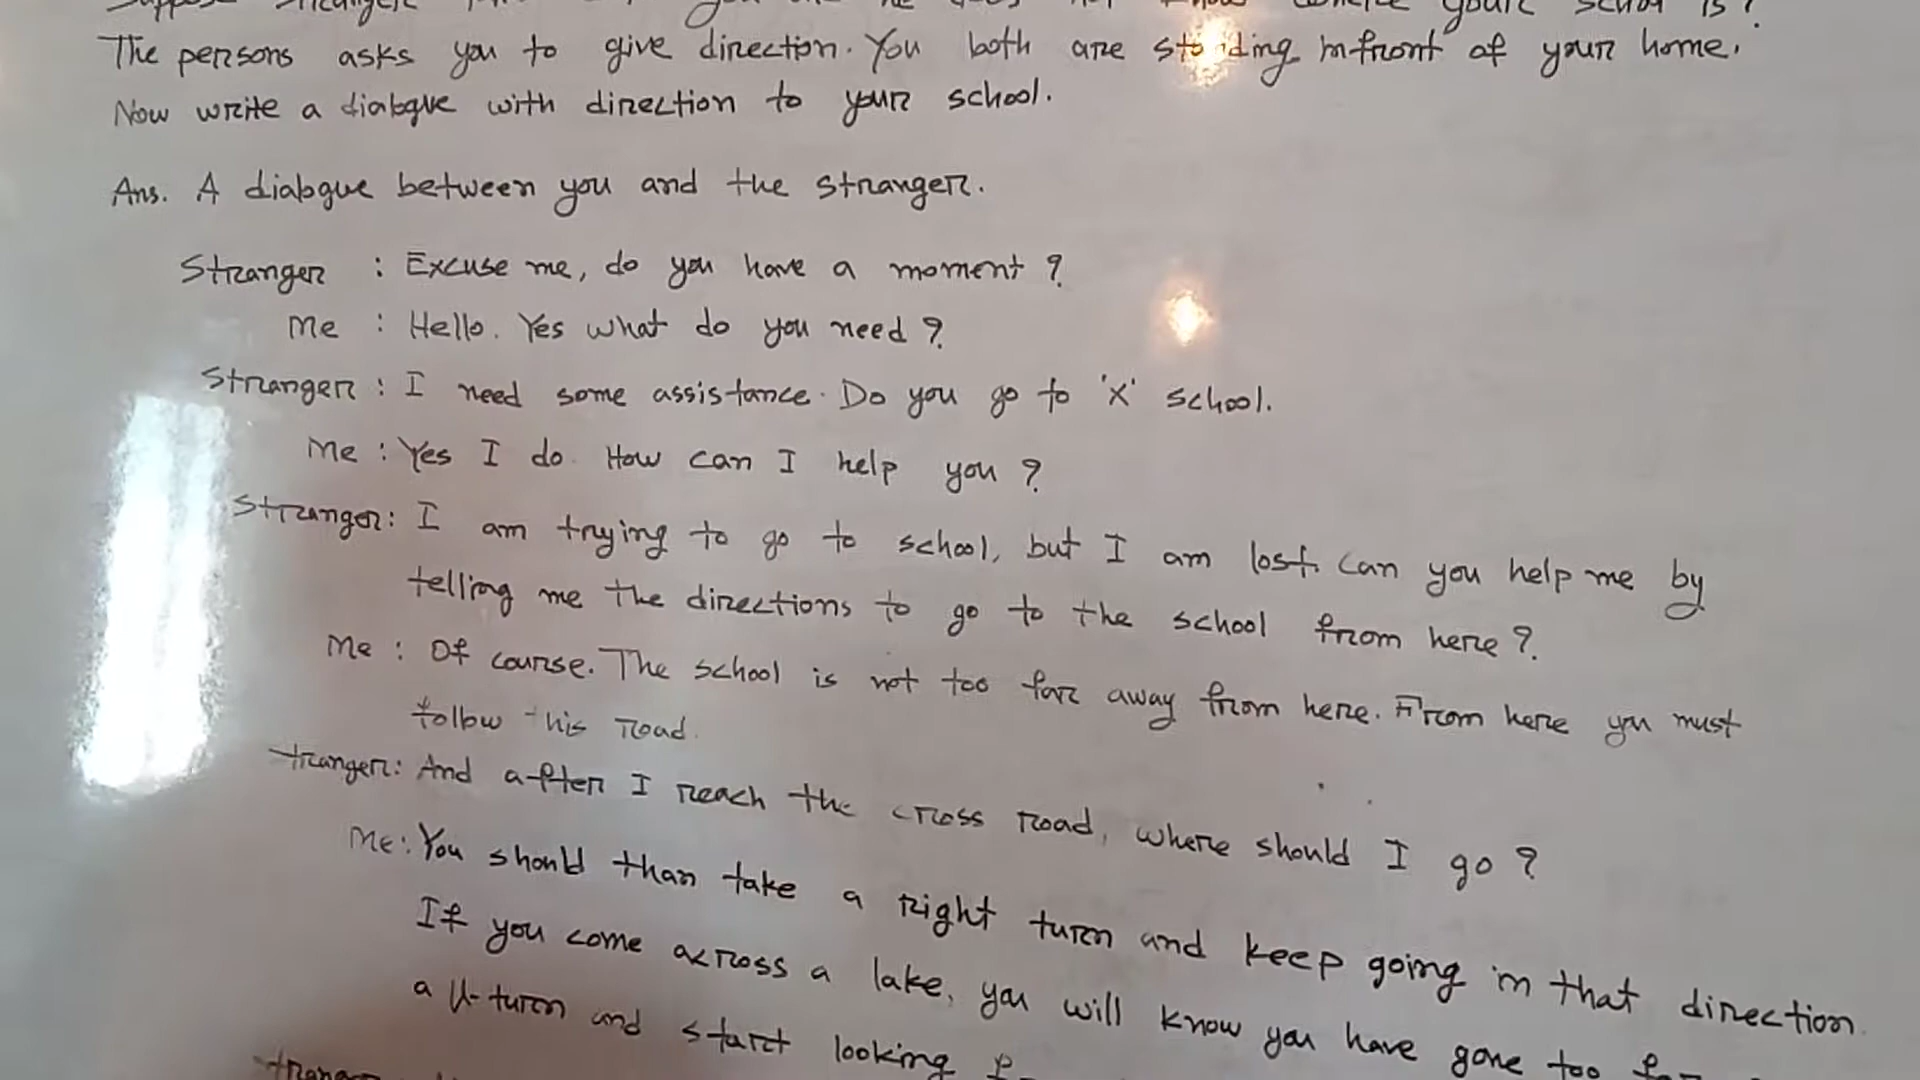 Suppose
The persons asks you to give direction. You both are standing infront of your home.
Now write a dialogue with direction to your school.
Ans. A dialogue between you and the stranger.
Stranger : Excuse me, do you have a moment ?
Me : Hello. Yes what do you need ?
Stranger : I need some assistance. Do you go to 'X' school.
Me : Yes I do. How can I help you ?
Stranger: I am trying to go to school, but I am lost. Can you help me by
telling me the directions to go to the school from here ?
Me : Of course. The school is not too far away from here. From here you must
follow this road.
tranger: And after I reach the cross road, where should I go ?
Me: You should than take a right turn and keep going in that direction
If you come across a lake, you will know you have gone too
a U-turn and start looking